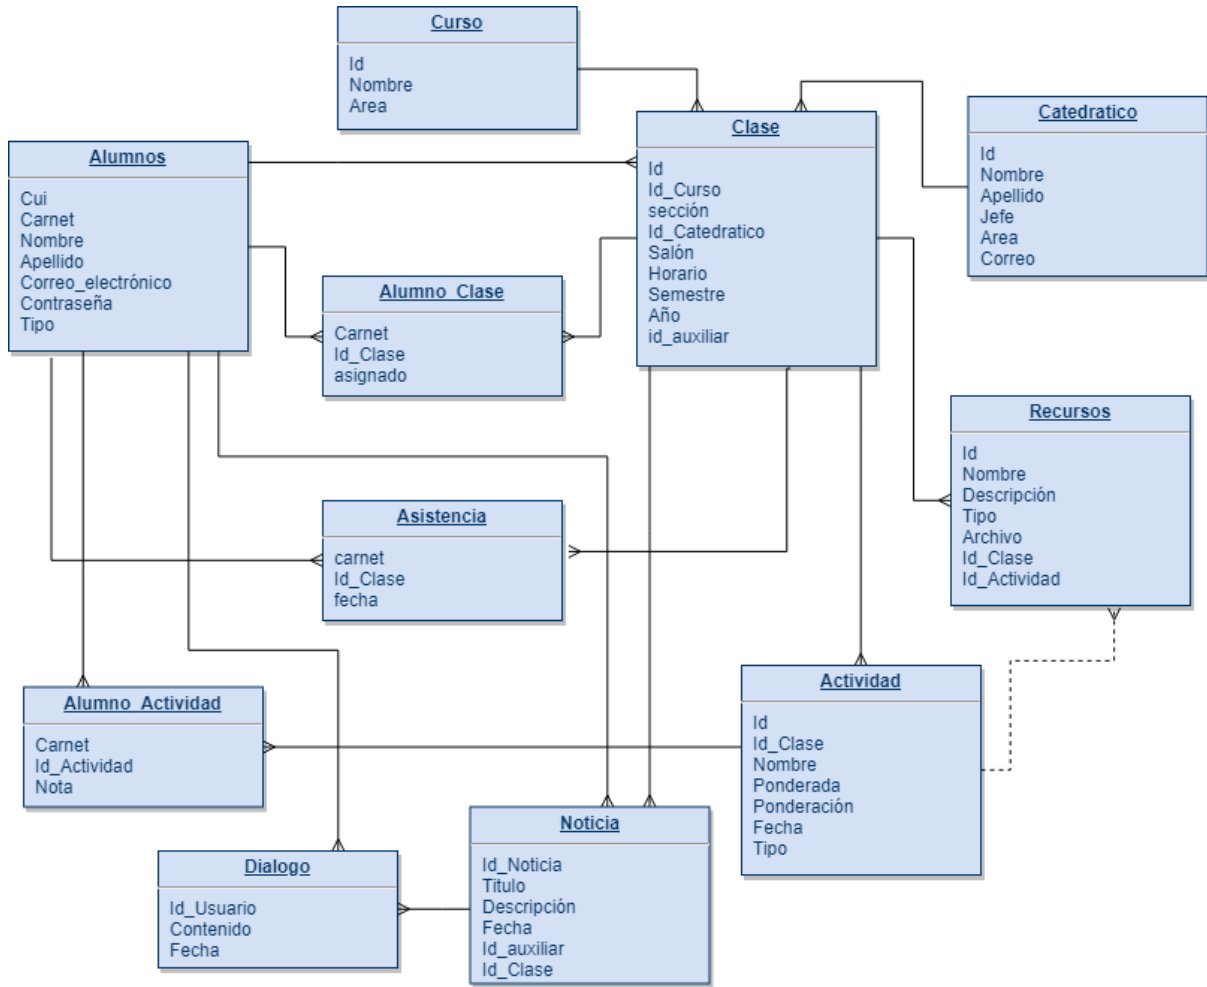 Curso
Id
Nombre
Area
Clase
Id
Id_Curso
sección
Id_Catedratico
Salón
Horario
Semestre
Año
id_auxiliar
Catedratico
Id
Nombre
Apellido
Jefe
Area
Correo
Alumnos
Cui
Carnet
Nombre
Apellido
Correo_electrónico
Contraseña
Tipo
Alumno_Clase
Carnet
Id_Clase
asignado
Recursos
Id
Nombre
Descripción
Tipo
Archivo
Id_Clase
Id_Actividad
Asistencia
carnet
Id_Clase
fecha
Actividad
Id
Id_Clase
Nombre
Ponderada
Ponderación
Fecha
Tipo
Alumno_Actividad
Carnet
Id_Actividad
Nota
Noticia
Id_Noticia
Titulo
Descripción
Fecha
Id_auxiliar
Id_Clase
Dialogo
Id_Usuario
Contenido
Fecha